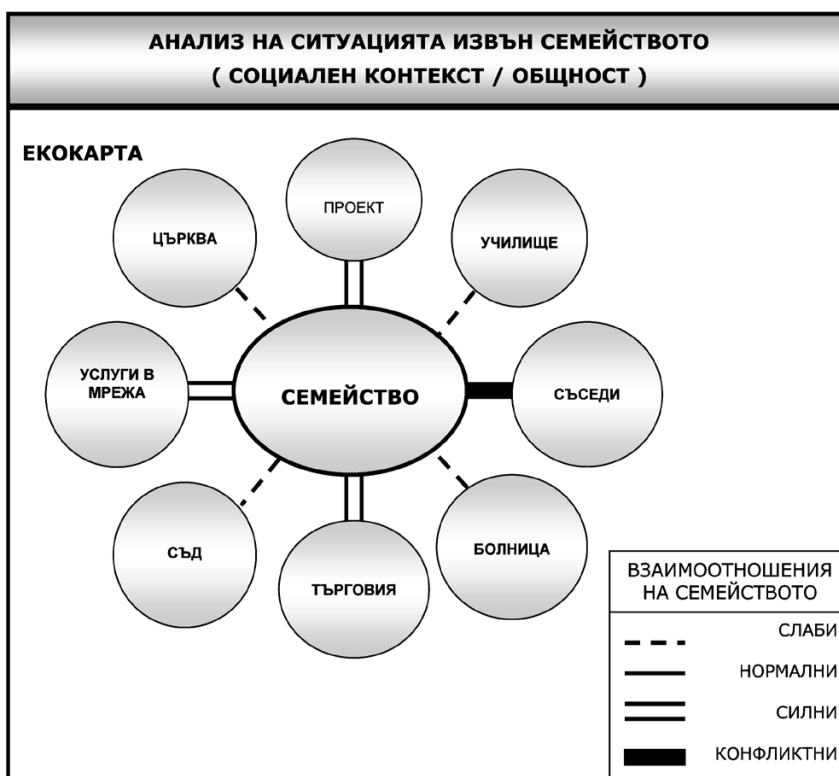 АНАЛИЗ НА СИТУАЦИЯТА ИЗВЪН СЕМЕЙСТВОТО
( СОЦИАЛЕН КОНТЕКСТ / ОБЩНОСТ )
ЕКОКАРТА
ПРОЕКТ
ЦЪРКВА
УЧИЛИЩЕ
УСЛУГИ В
МРЕЖА
СЕМЕЙСТВО
СЪСЕДИ
СЪД
ТЪРГОВИЯ
БОЛНИЦА
ВЗАИМООТНОШЕНИЯ
НА СЕМЕЙСТВОТО
СЛАБИ
НОРМАЛНИ
СИЛНИ
КОНФЛИКТНИ